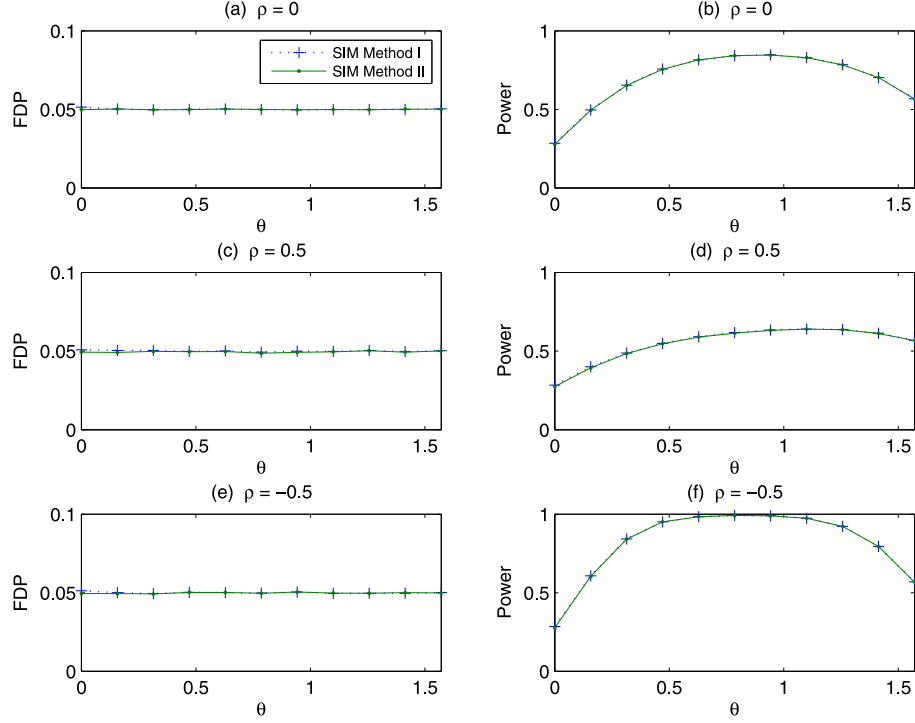 (a) ρ = 0
0.1
0.05
0
FDP
SIM Method I
SIM Method II
0 0.5 1 1.5
θ
(b) ρ = 0
1
0.5
0
Power
0 0.5 1 1.5
θ
(c) ρ = 0.5
0.1
0.05
0
FDP
0 0.5 1 1.5
θ
(d) ρ = 0.5
1
0.5
0
Power
0 0.5 1 1.5
θ
(e) ρ = −0.5
0.1
0.05
0
FDP
0 0.5 1 1.5
θ
(f) ρ = −0.5
1
0.5
0
Power
0 0.5 1 1.5
θ